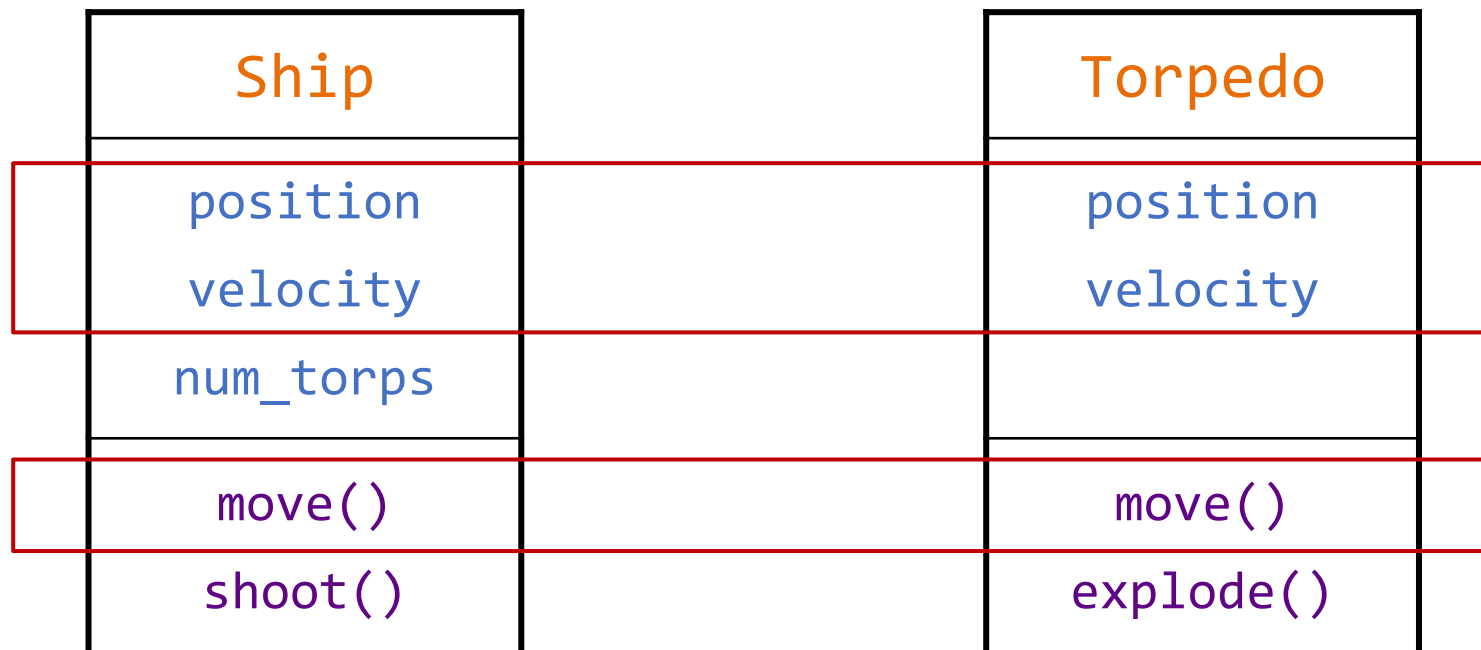 Ship
position
velocity
num_torps
move()
shoot()
Torpedo
position
velocity
move()
explode()